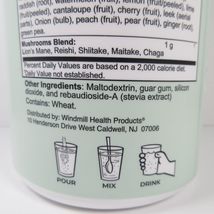 raddish (root), watermelon (fruit), lemon (fruit/peeled), lime
(fruit/peeled), cantaloupe (fruit), cherry (fruit), leek (aerial
parts), Onion (bulb), peach (fruit), pear (fruit), ginger (root),
green pea.
Mushrooms Blend: 1 g
Lion's Mane, Reishi, Shiitake, Maitake, Chaga
Percent Daily Values are based on a 2,000 calorie diet.
Daily Value not established.
Other Ingredients: Maltodextrin, guar gum, silicon
dioxide, and rebaudioside-A (stevia extract)
Contains: Wheat.
Distributed by: Windmill Health Products®
10 Henderson Drive West Caldwell, NJ 07006
POUR MIX DRINK